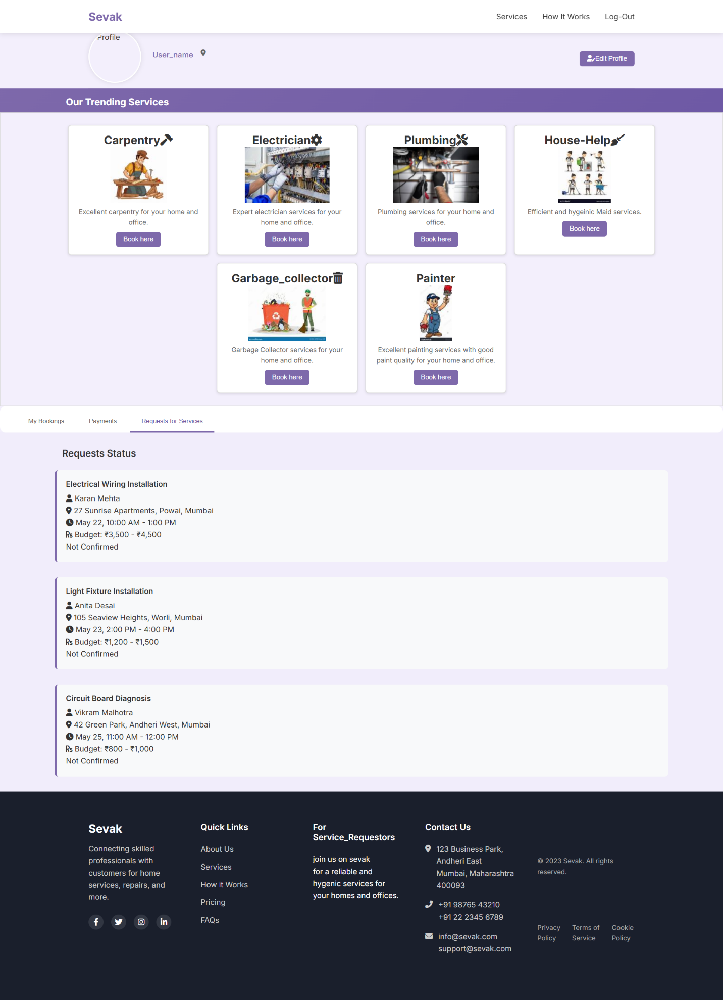 Sevak
Services
How It Works
Log-Out
Profile
User_name
Edit Profile
Our Trending Services
Carpentry
Excellent carpentry for your home and
office.
Book here
Electrician
Expert electrician services for your
home and office.
Book here
Plumbing
Plumbing services for your home and
office.
Book here
House-Help
Efficient and hygeinic Maid services.
Book here
Garbage_collector
Garbage Collector services for your
home and office.
Book here
Painter
Excellent painting services with good
paint quality for your home and office.
Book here
My Bookings
Payments
Requests for Services
Requests Status
Electrical Wiring Installation
Karan Mehta
27 Sunrise Apartments, Powai, Mumbai
May 22, 10:00 AM - 1:00 PM
Rs Budget: ₹3,500 - ₹4,500
Not Confirmed
Light Fixture Installation
Anita Desai
105 Seaview Heights, Worli, Mumbai
May 23, 2:00 PM - 4:00 PM
Rs Budget: ₹1,200 - ₹1,500
Not Confirmed
Circuit Board Diagnosis
Vikram Malhotra
42 Green Park, Andheri West, Mumbai
May 25, 11:00 AM - 12:00 PM
Rs Budget: ₹800 - ₹1,000
Not Confirmed
Sevak
Connecting skilled
professionals with
customers for home
services, repairs, and
more.
Quick Links
About Us
Services
How it Works
Pricing
FAQs
For
Service_Requestors
join us on sevak
for a reliable and
hygenic services for
your homes and offices.
Contact Us
123 Business Park,
Andheri East
Mumbai, Maharashtra
400093
+91 98765 43210
+91 22 2345 6789
info@sevak.com
support@sevak.com
© 2023 Sevak. All rights
reserved.
Privacy
Policy
Terms of
Service
Cookie
Policy